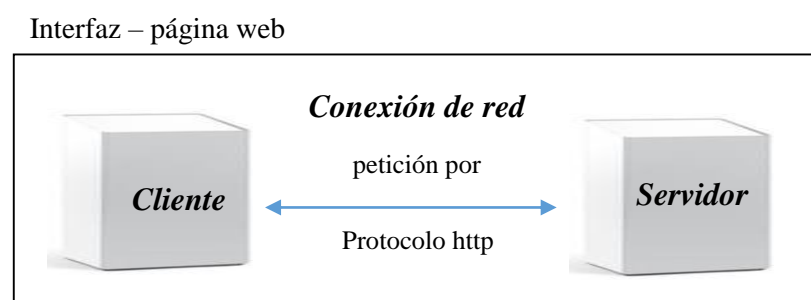 Interfaz – página web
Conexión de red
petición por
Cliente
Servidor
Protocolo http